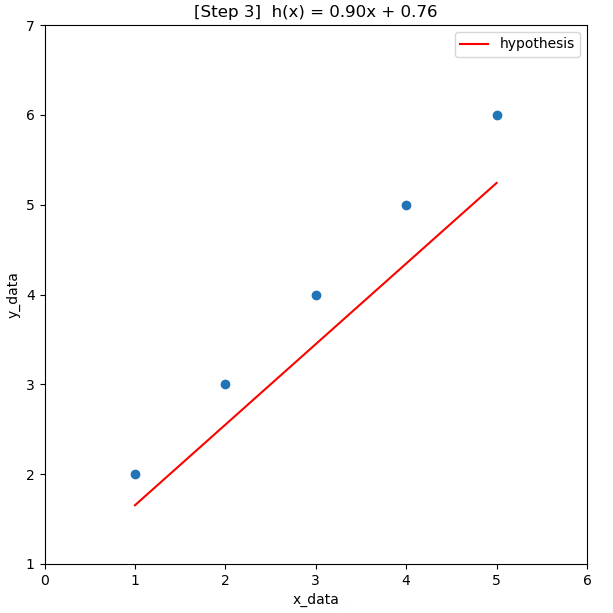 [Step 3]  h(x) = 0.90x + 0.76
hypothesis
7
6
5
4
3
2
1
y_data
0 1 2 3 4 5 6
x_data